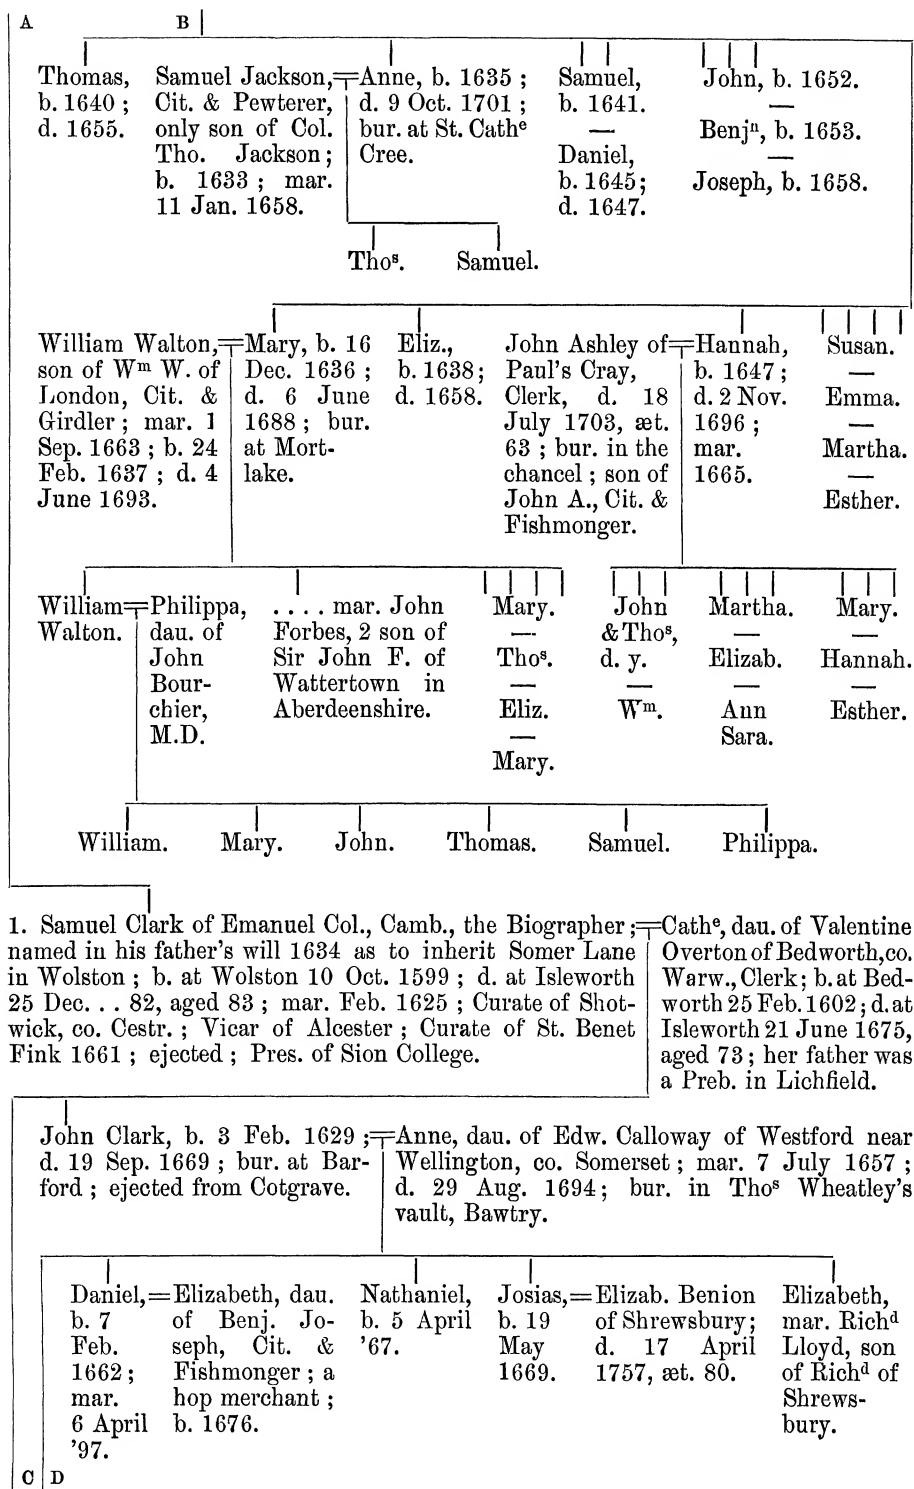 A
B
Thomas,
b. 1640 ;
d. 1655.
Samuel Jackson,
Cit. & Pewterer,
only son of Col.
Tho. Jackson ;
b. 1633 ; mar.
11 Jan. 1658.
Anne, b. 1635 ;
d. 9 Oct. 1701 ;
bur. at St. Cathᵉ
Cree.
Samuel,
b. 1641.
—
Daniel,
b. 1645;
d. 1647.
John, b. 1652.
—
Benjⁿ, b. 1653.
—
Joseph, b. 1658.
Thoˢ.
Samuel.
William Walton,
son of Wᵐ W. of
London, Cit. &
Girdler ; mar. 1
Sep. 1663 ; b. 24
Feb. 1637 ; d. 4
June 1693.
Mary, b. 16
Dec. 1636 ;
d. 6 June
1688 ; bur.
at Mort-
lake.
Eliz.,
b. 1638;
d. 1658.
John Ashley of
Paul's Cray,
Clerk, d. 18
July 1703, æt.
63 ; bur. in the
chancel ; son of
John A., Cit. &
Fishmonger.
Hannah,
b. 1647 ;
d. 2 Nov.
1696 ;
mar.
1665.
Susan.
—
Emma.
—
Martha.
—
Esther.
William
Walton.
Philippa,
dau. of
John
Bour-
chier,
M.D.
. . . . mar. John
Forbes, 2 son of
Sir John F. of
Wattertown in
Aberdeenshire.
Mary.
—
Thoˢ.
—
Eliz.
—
Mary.
John
& Thoˢ,
d. y.
—
Wᵐ.
Martha.
—
Elizab.
—
Ann
Sara.
Mary.
—
Hannah.
—
Esther.
William.
Mary.
John.
Thomas.
Samuel.
Philippa.
1. Samuel Clark of Emanuel Col., Camb., the Biographer ;
named in his father's will 1634 as to inherit Somer Lane
in Wolston ; b. at Wolston 10 Oct. 1599 ; d. at Isleworth
25 Dec. . . 82, aged 83 ; mar. Feb. 1625 ; Curate of Shot-
wick, co. Cestr. ; Vicar of Alcester ; Curate of St. Benet
Fink 1661 ; ejected ; Pres. of Sion College.
Cathᵉ, dau. of Valentine
Overton of Bedworth, co.
Warw., Clerk ; b. at Bed-
worth 25 Feb. 1602 ; d. at
Isleworth 21 June 1675,
aged 73 ; her father was
a Preb. in Lichfield.
John Clark, b. 3 Feb. 1629 ;
d. 19 Sep. 1669 ; bur. at Bar-
ford ; ejected from Cotgrave.
Anne, dau. of Edw. Calloway of Westford near
Wellington, co. Somerset ; mar. 7 July 1657 ;
d. 29 Aug. 1694 ; bur. in Thoˢ Wheatley's
vault, Bawtry.
Daniel,
b. 7
Feb.
1662 ;
mar.
6 April
'97.
Elizabeth, dau.
of Benj. Jo-
seph, Cit. &
Fishmonger ; a
hop merchant ;
b. 1676.
Nathaniel,
b. 5 April
'67.
Josias,
b. 19
May
1669.
Elizab. Benion
of Shrewsbury ;
d. 17 April
1757, æt. 80.
Elizabeth,
mar. Richᵈ
Lloyd, son
of Richᵈ of
Shrews-
bury.
C
D